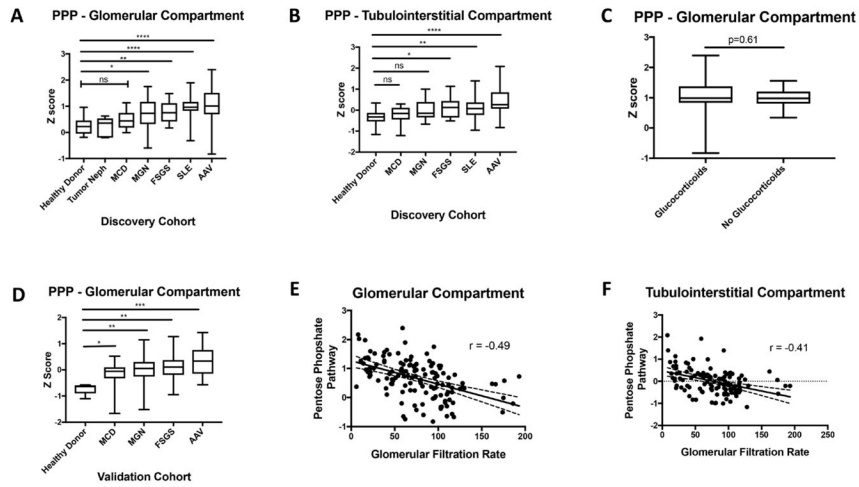 A
PPP - Glomerular Compartment
****
****
**
*
ns
Z score
3
2
1
0
-1
Healthy Donor
Tumor Neph
MCD
MGN
FSGS
SLE
AAV
Discovery Cohort
B
PPP - Tubulointerstitial Compartment
****
**
*
ns
ns
Z score
3
2
1
0
-1
-2
Healthy Donor
MCD
MGN
FSGS
SLE
AAV
Discovery Cohort
C
PPP - Glomerular Compartment
p=0.61
Z score
3
2
1
0
-1
Glucocorticoids
No Glucocorticoids
D
PPP - Glomerular Compartment
***
**
**
*
Z Score
2
1
0
-1
-2
Healthy Donor
MCD
MGN
FSGS
AAV
Validation Cohort
E
Glomerular Compartment
r = -0.49
Pentose Phopshate
Pathway
3
2
1
0
-1
0
50
100
150
200
Glomerular Filtration Rate
F
Tubulointerstitial Compartment
r = -0.41
Pentose Phopshate
Pathway
3
2
1
0
-1
-2
0
50
100
150
200
250
Glomerular Filtration Rate